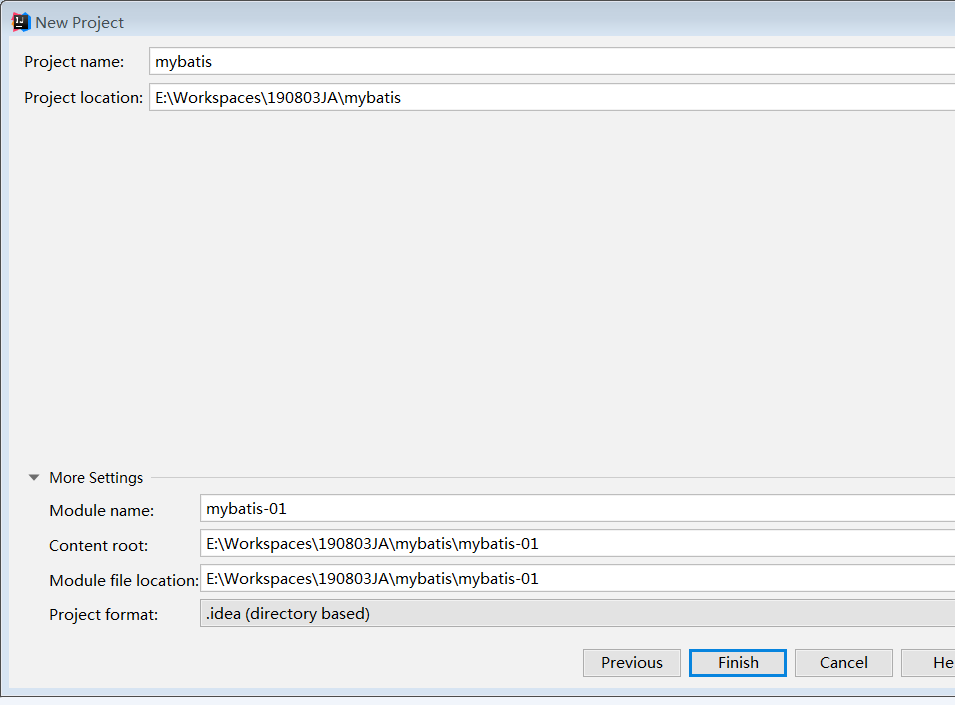 New Project
Project name: mybatis
Project location: E:\Workspaces\190803JA\mybatis
More Settings
Module name: mybatis-01
Content root: E:\Workspaces\190803JA\mybatis\mybatis-01
Module file location: E:\Workspaces\190803JA\mybatis\mybatis-01
Project format: .idea (directory based)
Previous Finish Cancel He